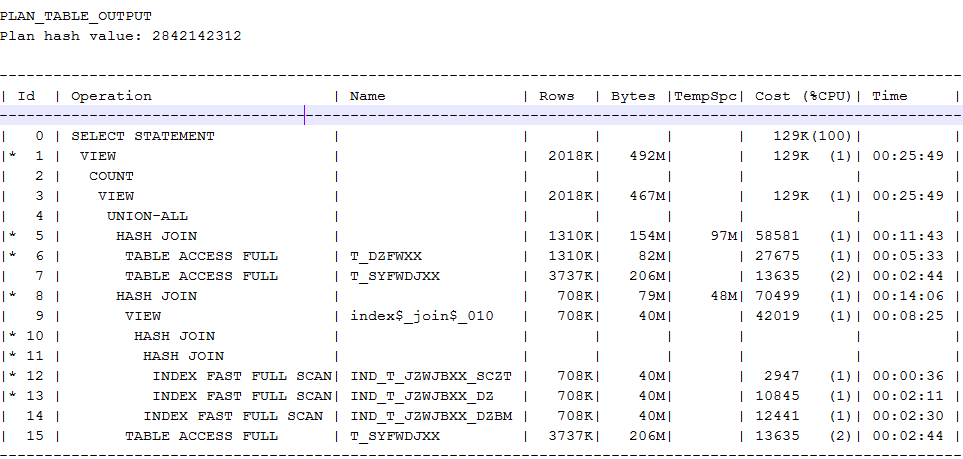 PLAN_TABLE_OUTPUT
Plan hash value: 2842142312
---------------------------------------------------------------------------------------------------------
| Id  | Operation                    | Name                | Rows  | Bytes |TempSpc| Cost (%CPU)| Time     |
---------------------------------------------------------------------------------------------------------
|   0 | SELECT STATEMENT             |                     |       |       |       |   129K(100)|          |
|*  1 |  VIEW                        |                     |  2018K|   492M|       |   129K  (1)| 00:25:49 |
|   2 |   COUNT                      |                     |       |       |       |            |          |
|   3 |    VIEW                      |                     |  2018K|   467M|       |   129K  (1)| 00:25:49 |
|   4 |     UNION-ALL                |                     |       |       |       |            |          |
|*  5 |      HASH JOIN               |                     |  1310K|   154M|    97M| 58581   (1)| 00:11:43 |
|*  6 |       TABLE ACCESS FULL      | T_DZFWXX            |  1310K|    82M|       | 27675   (1)| 00:05:33 |
|   7 |       TABLE ACCESS FULL      | T_SYFWDJXX          |  3737K|   206M|       | 13635   (2)| 00:02:44 |
|*  8 |      HASH JOIN               |                     |   708K|    79M|    48M| 70499   (1)| 00:14:06 |
|   9 |       VIEW                   | index$_join$_010    |   708K|    40M|       | 42019   (1)| 00:08:25 |
|* 10 |        HASH JOIN             |                     |       |       |       |            |          |
|* 11 |         HASH JOIN            |                     |       |       |       |            |          |
|* 12 |          INDEX FAST FULL SCAN| IND_T_JZWJBXX_SCZT  |   708K|    40M|       |  2947   (1)| 00:00:36 |
|* 13 |          INDEX FAST FULL SCAN| IND_T_JZWJBXX_DZ    |   708K|    40M|       | 10845   (1)| 00:02:11 |
|  14 |         INDEX FAST FULL SCAN | IND_T_JZWJBXX_DZBM  |   708K|    40M|       | 12441   (1)| 00:02:30 |
|  15 |       TABLE ACCESS FULL      | T_SYFWDJXX          |  3737K|   206M|       | 13635   (2)| 00:02:44 |
---------------------------------------------------------------------------------------------------------